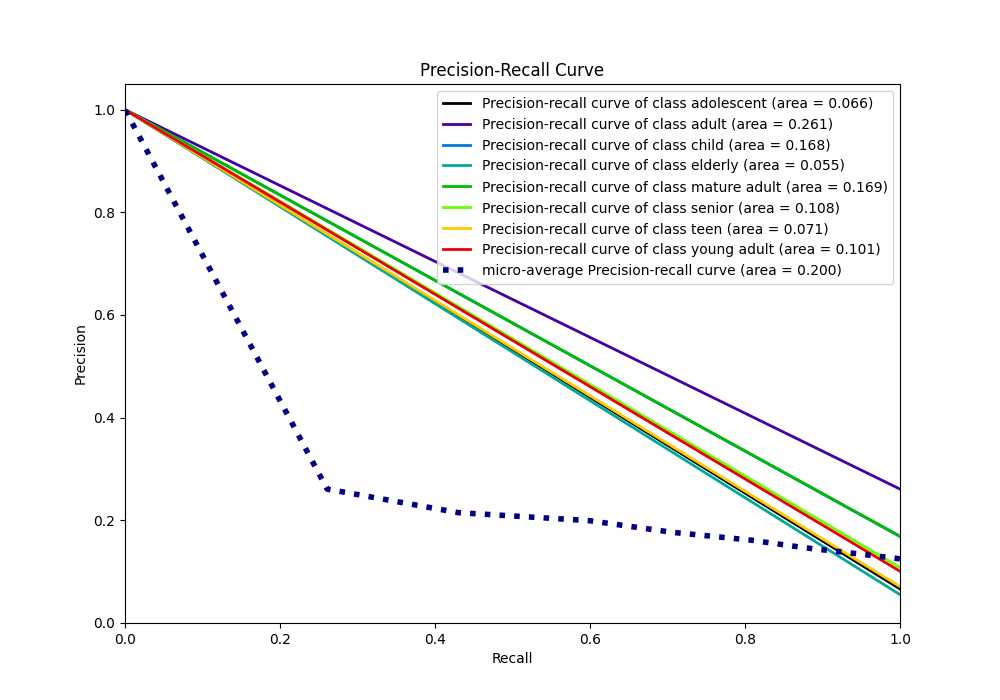 Precision-Recall Curve
Precision-recall curve of class adolescent (area = 0.066)
Precision-recall curve of class adult (area = 0.261)
Precision-recall curve of class child (area = 0.168)
Precision-recall curve of class elderly (area = 0.055)
Precision-recall curve of class mature adult (area = 0.169)
Precision-recall curve of class senior (area = 0.108)
Precision-recall curve of class teen (area = 0.071)
Precision-recall curve of class young adult (area = 0.101)
micro-average Precision-recall curve (area = 0.200)
Precision
1.0
0.8
0.6
0.4
0.2
0.0
0.0 0.2 0.4 0.6 0.8 1.0
Recall